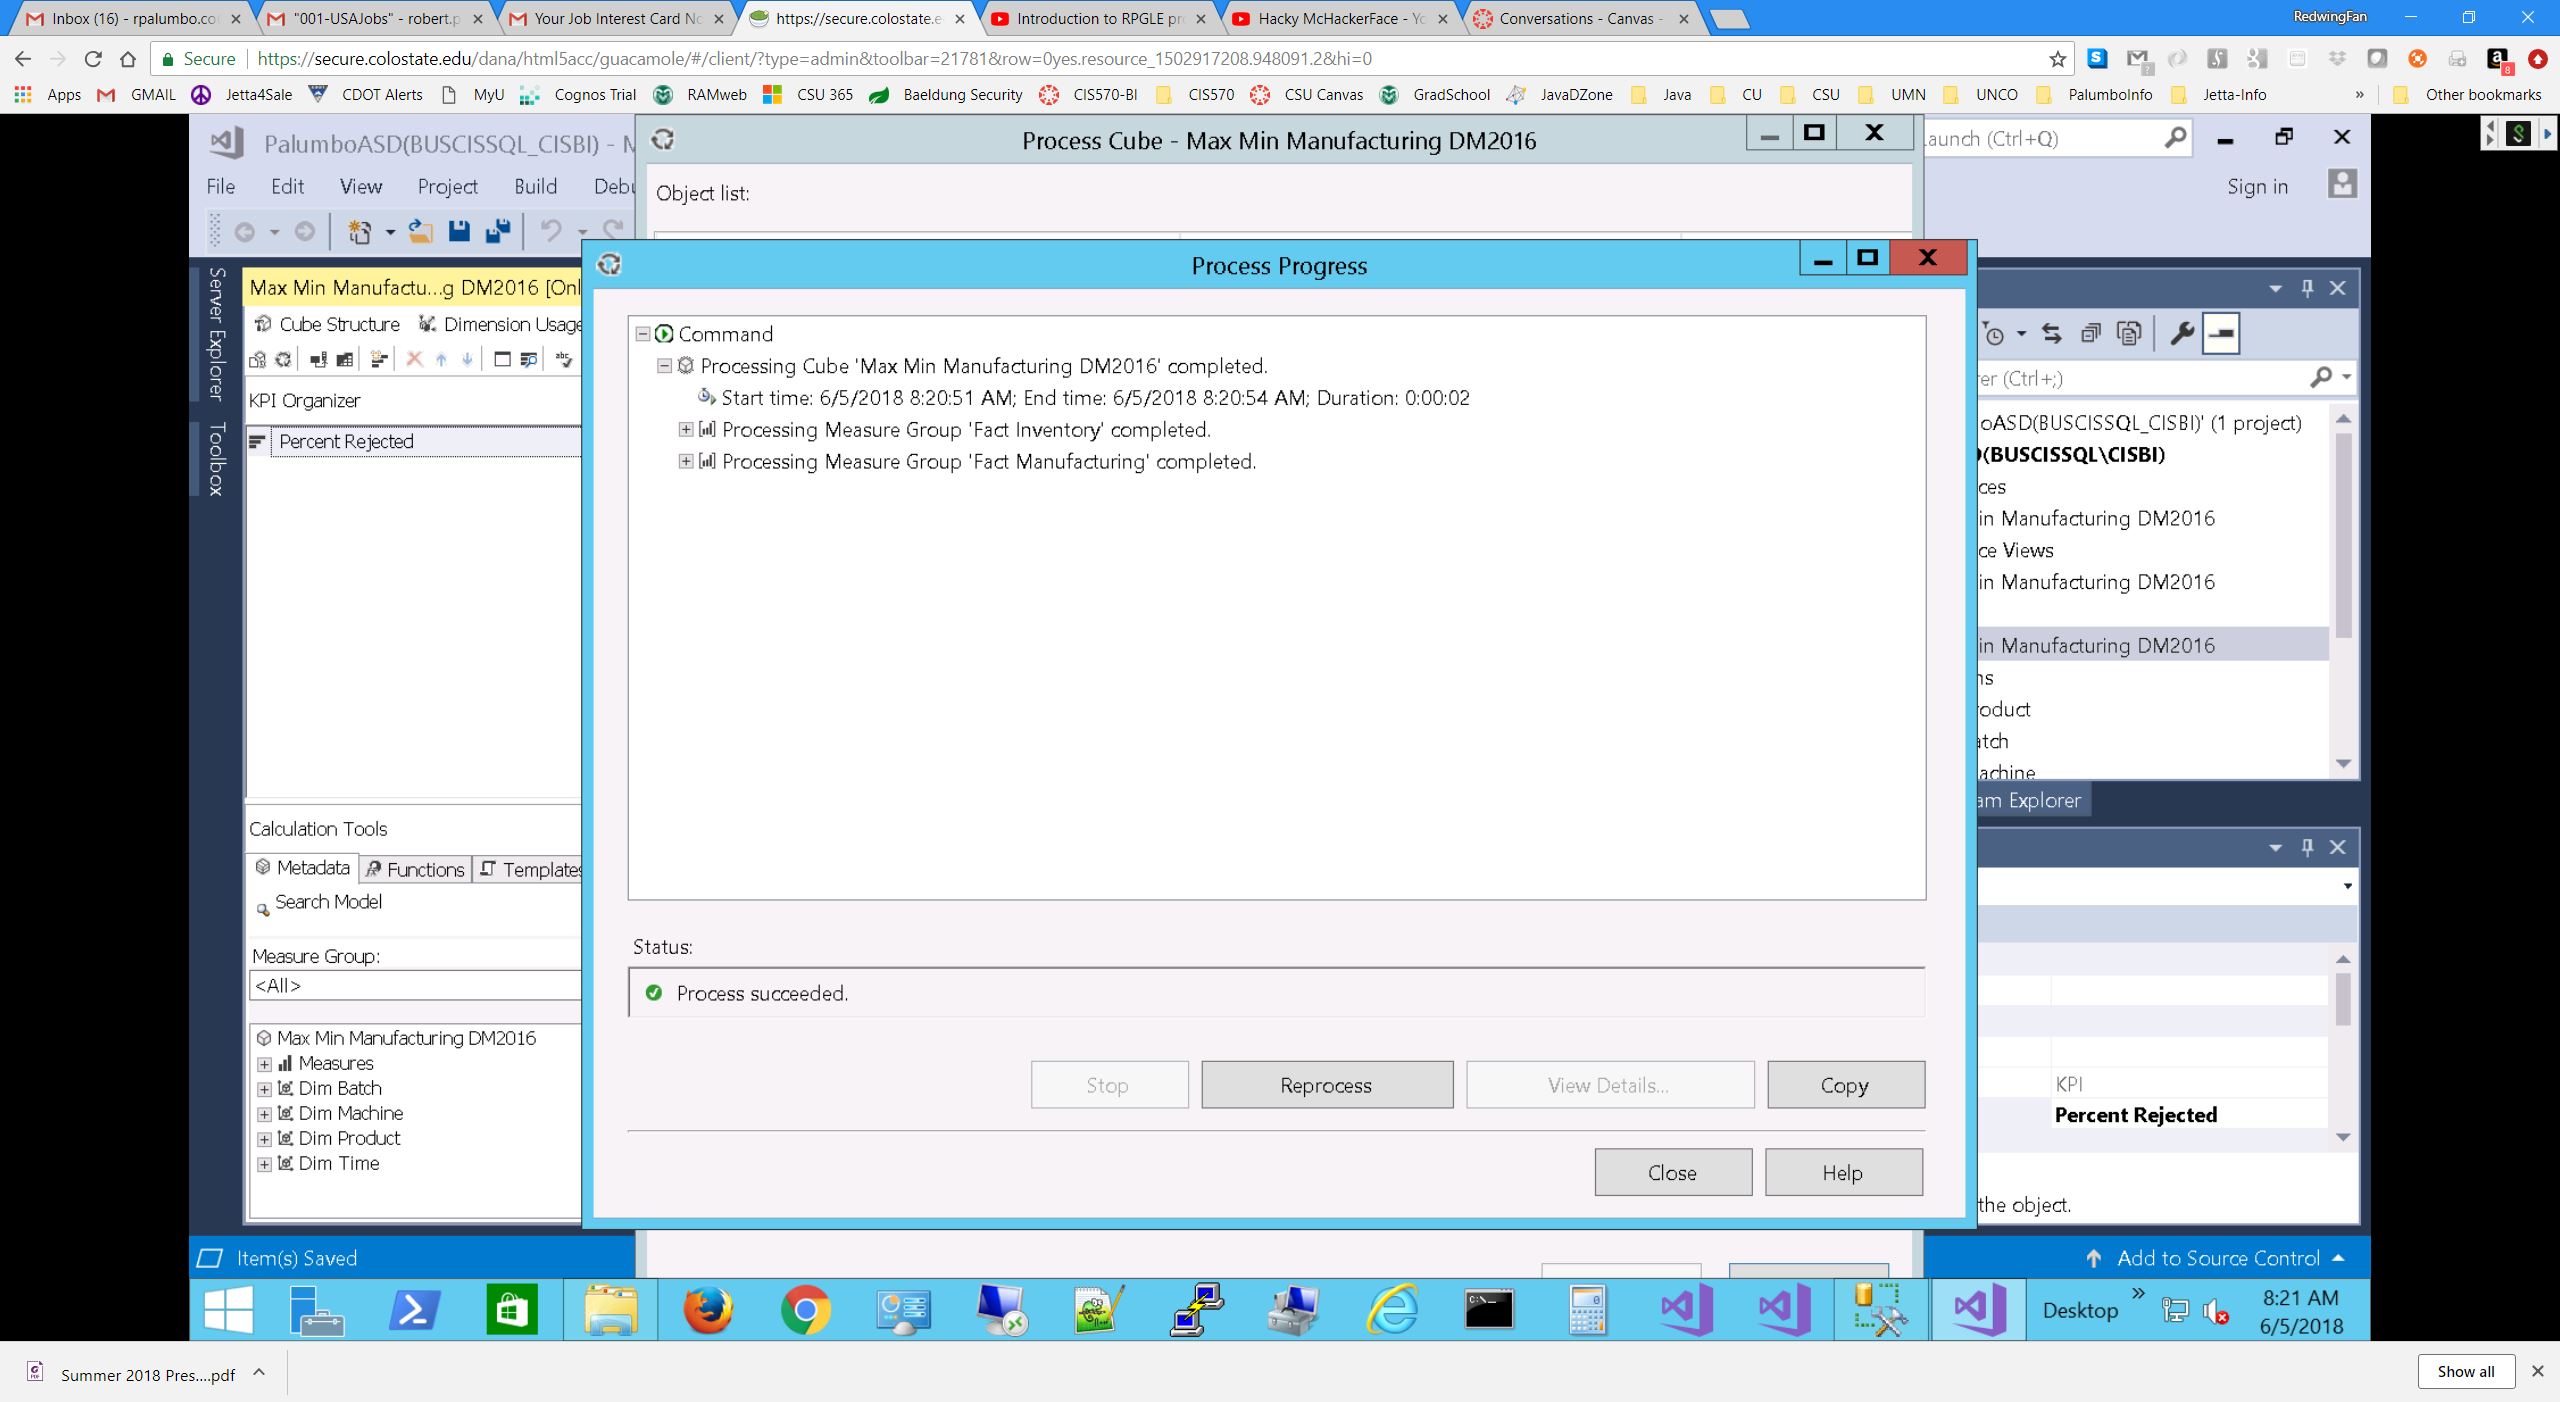 Inbox (16) - rpalumbo.co
"001-USAJobs" - robert.p
Your Job Interest Card No
https://secure.colostate.e
Introduction to RPGLE pr
Hacky McHackerFace - Yo
Conversations - Canvas -
RedwingFan
Secure
https://secure.colostate.edu/dana/html5acc/guacamole/#/client/?type=admin&toolbar=21781&row=0yes.resource_1502917208.948091.2&hi=0
Apps GMAIL Jetta4Sale CDOT Alerts MyU Cognos Trial RAMweb CSU 365 Baeldung Security CIS570-BI CIS570 CSU Canvas GradSchool JavaDZone Java CU CSU UMN UNCO PalumboInfo Jetta-Info » Other bookmarks
PalumboASD(BUSCISSQL_CISBI) - M
Process Cube - Max Min Manufacturing DM2016
aunch (Ctrl+Q)
File Edit View Project Build Debu
Sign in
Object list:
Server Explorer
Toolbox
Max Min Manufactu...g DM2016 [Onl
Cube Structure Dimension Usage
KPI Organizer
Percent Rejected
Calculation Tools
Metadata Functions Templates
Search Model
Measure Group:
<All>
Max Min Manufacturing DM2016
Measures
Dim Batch
Dim Machine
Dim Product
Dim Time
Process Progress
Command
Processing Cube 'Max Min Manufacturing DM2016' completed.
Start time: 6/5/2018 8:20:51 AM; End time: 6/5/2018 8:20:54 AM; Duration: 0:00:02
Processing Measure Group 'Fact Inventory' completed.
Processing Measure Group 'Fact Manufacturing' completed.
Status:
Process succeeded.
Stop Reprocess View Details... Copy
Close Help
rer (Ctrl+;)
oASD(BUSCISSQL_CISBI)' (1 project)
(BUSCISSQL\CISBI)
ces
in Manufacturing DM2016
ce Views
in Manufacturing DM2016
in Manufacturing DM2016
ns
oduct
atch
achine
am Explorer
KPI
Percent Rejected
the object.
Item(s) Saved
Add to Source Control
Desktop »
8:21 AM
6/5/2018
Summer 2018 Pres....pdf
Show all